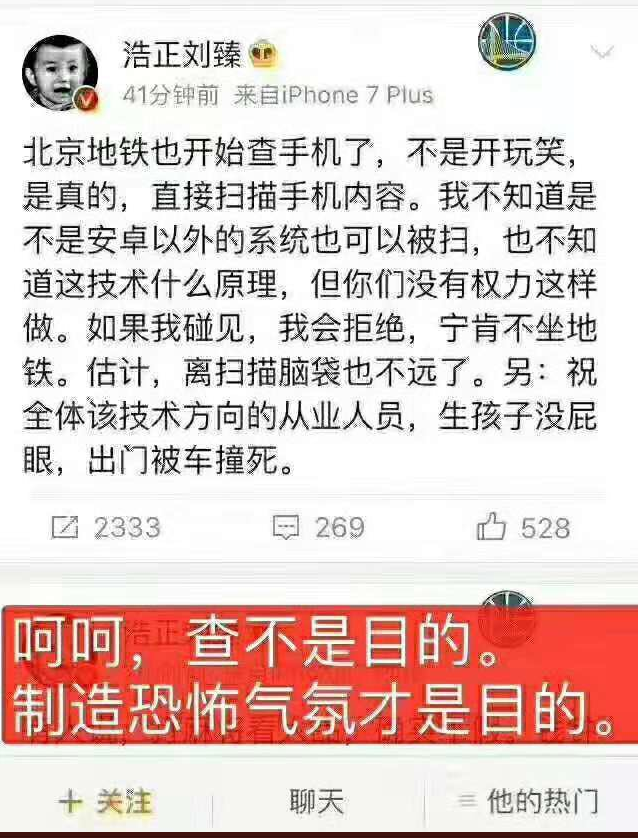 浩正刘臻
41分钟前 来自iPhone 7 Plus
北京地铁也开始查手机了，不是开玩笑，
是真的，直接扫描手机内容。我不知道是
不是安卓以外的系统也可以被扫，也不知
道这技术什么原理，但你们没有权力这样
做。如果我碰见，我会拒绝，宁肯不坐地
铁。估计，离扫描脑袋也不远了。另：祝
全体该技术方向的从业人员，生孩子没屁
眼，出门被车撞死。
2333 269 528
呵呵，查不是目的。
制造恐怖气氛才是目的。
+ 关注 聊天 他的热门